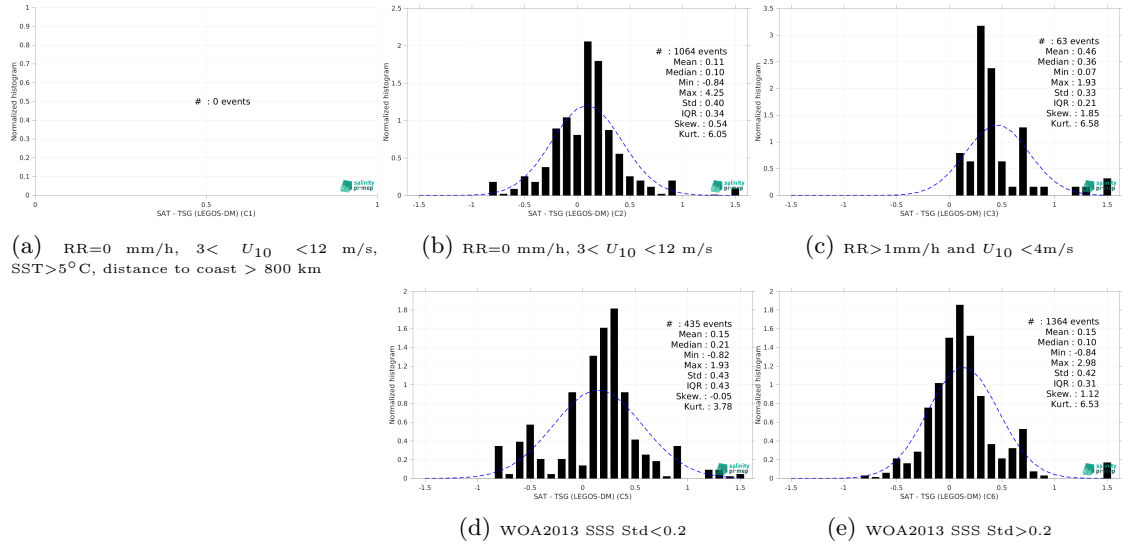 1
0.9
0.8
0.7
0.6
0.5
0.4
0.3
0.2
0.1
0
Normalized histogram
# : 0 events
salinity
pi-mep
0 0.5 1
SAT - TSG (LEGOS-DM) (C1)
(a) RR=0 mm/h, 3< U10 <12 m/s,
SST>5°C, distance to coast > 800 km
2.5
2
1.5
1
0.5
0
Normalized histogram
# : 1064 events
Mean : 0.11
Median : 0.10
Min : -0.84
Max : 4.25
Std : 0.40
IQR : 0.34
Skew. : 0.54
Kurt. : 6.05
salinity
pi-mep
-1.5 -1 -0.5 0 0.5 1 1.5
SAT - TSG (LEGOS-DM) (C2)
(b) RR=0 mm/h, 3< U10 <12 m/s
3.5
3
2.5
2
1.5
1
0.5
0
Normalized histogram
# : 63 events
Mean : 0.46
Median : 0.36
Min : 0.07
Max : 1.93
Std : 0.33
IQR : 0.21
Skew. : 1.85
Kurt. : 6.58
salinity
pi-mep
-1.5 -1 -0.5 0 0.5 1 1.5
SAT - TSG (LEGOS-DM) (C3)
(c) RR>1mm/h and U10 <4m/s
2
1.8
1.6
1.4
1.2
1
0.8
0.6
0.4
0.2
0
Normalized histogram
# : 435 events
Mean : 0.15
Median : 0.21
Min : -0.82
Max : 1.93
Std : 0.43
IQR : 0.43
Skew. : -0.05
Kurt. : 3.78
salinity
pi-mep
-1.5 -1 -0.5 0 0.5 1 1.5
SAT - TSG (LEGOS-DM) (C5)
(d) WOA2013 SSS Std<0.2
2
1.8
1.6
1.4
1.2
1
0.8
0.6
0.4
0.2
0
Normalized histogram
# : 1364 events
Mean : 0.15
Median : 0.10
Min : -0.84
Max : 2.98
Std : 0.42
IQR : 0.31
Skew. : 1.12
Kurt. : 6.53
salinity
pi-mep
-1.5 -1 -0.5 0 0.5 1 1.5
SAT - TSG (LEGOS-DM) (C6)
(e) WOA2013 SSS Std>0.2